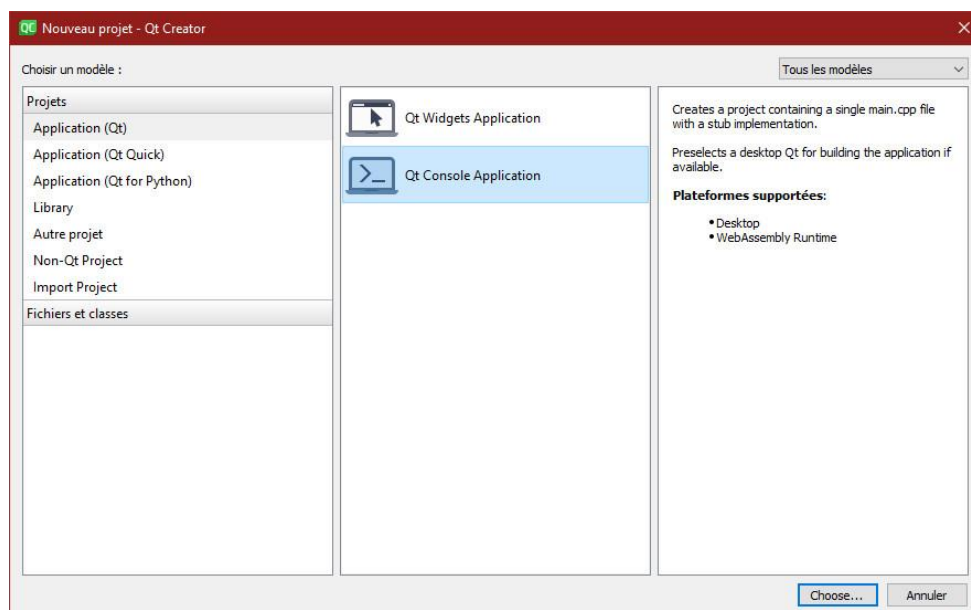 QC Nouveau projet - Qt Creator
Choisir un modèle :
Tous les modèles
Projets
Application (Qt)
Application (Qt Quick)
Application (Qt for Python)
Library
Autre projet
Non-Qt Project
Import Project
Fichiers et classes
Qt Widgets Application
Qt Console Application
Creates a project containing a single main.cpp file
with a stub implementation.
Preselects a desktop Qt for building the application if
available.
Plateformes supportées:
• Desktop
• WebAssembly Runtime
Choose...
Annuler